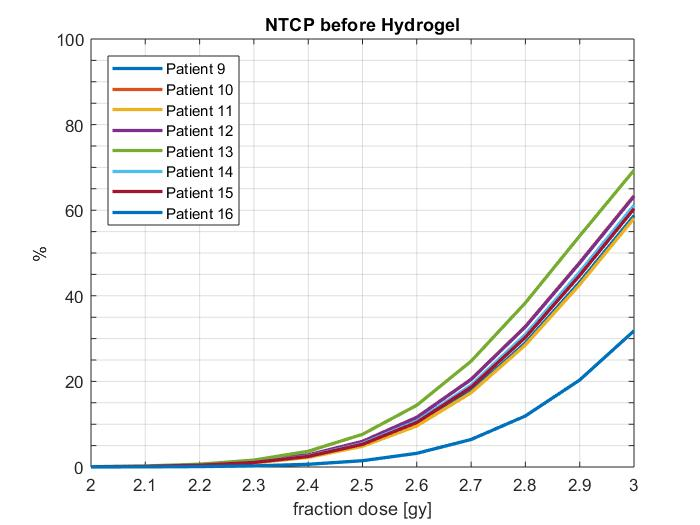 NTCP before Hydrogel
100
80
60
40
20
0
%
Patient 9
Patient 10
Patient 11
Patient 12
Patient 13
Patient 14
Patient 15
Patient 16
2 2.1 2.2 2.3 2.4 2.5 2.6 2.7 2.8 2.9 3
fraction dose [gy]